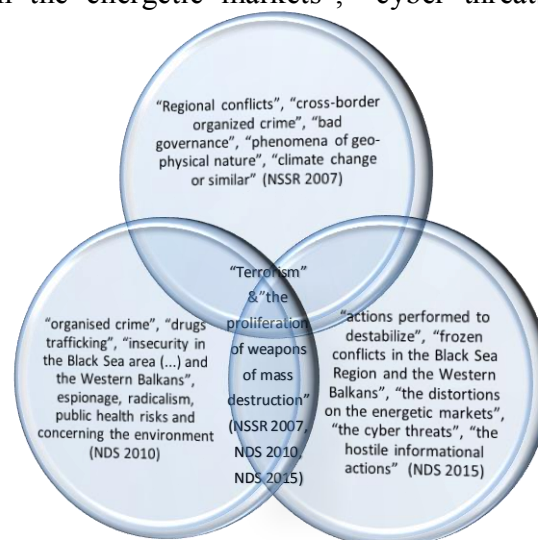 the energetic markets", "cyber threat
"Regional conflicts", "cross-border
organized crime", "bad
governance", "phenomena of geo-
physical nature", "climate change
or similar" (NSSR 2007)
"Terrorism"
&"the
proliferation
of weapons
of mass
destruction"
(NSSR 2007,
NDS 2010,
NDS 2015)
"organised crime", "drugs
trafficking", "insecurity in
the Black Sea area (...) and
the Western Balkans",
espionage, radicalism,
public health risks and
concerning the environment
(NDS 2010)
"actions performed to
destabilize", "frozen
conflicts in the Black Sea
Region and the Western
Balkans", "the distortions
on the energetic markets",
"the cyber threats", "the
hostile informational
actions" (NDS 2015)